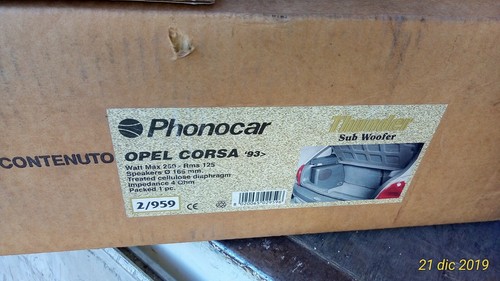 CONTENUTO
Phonocar
OPEL CORSA '93>
Watt Max 250 - Rms 125
Speakers Ø 165 mm.
Treated cellulose diaphragm
Impedance 4 Ohm
Packed 1 pc.
2/959
CE
Thunder
Sub Woofer
21 dic 2019